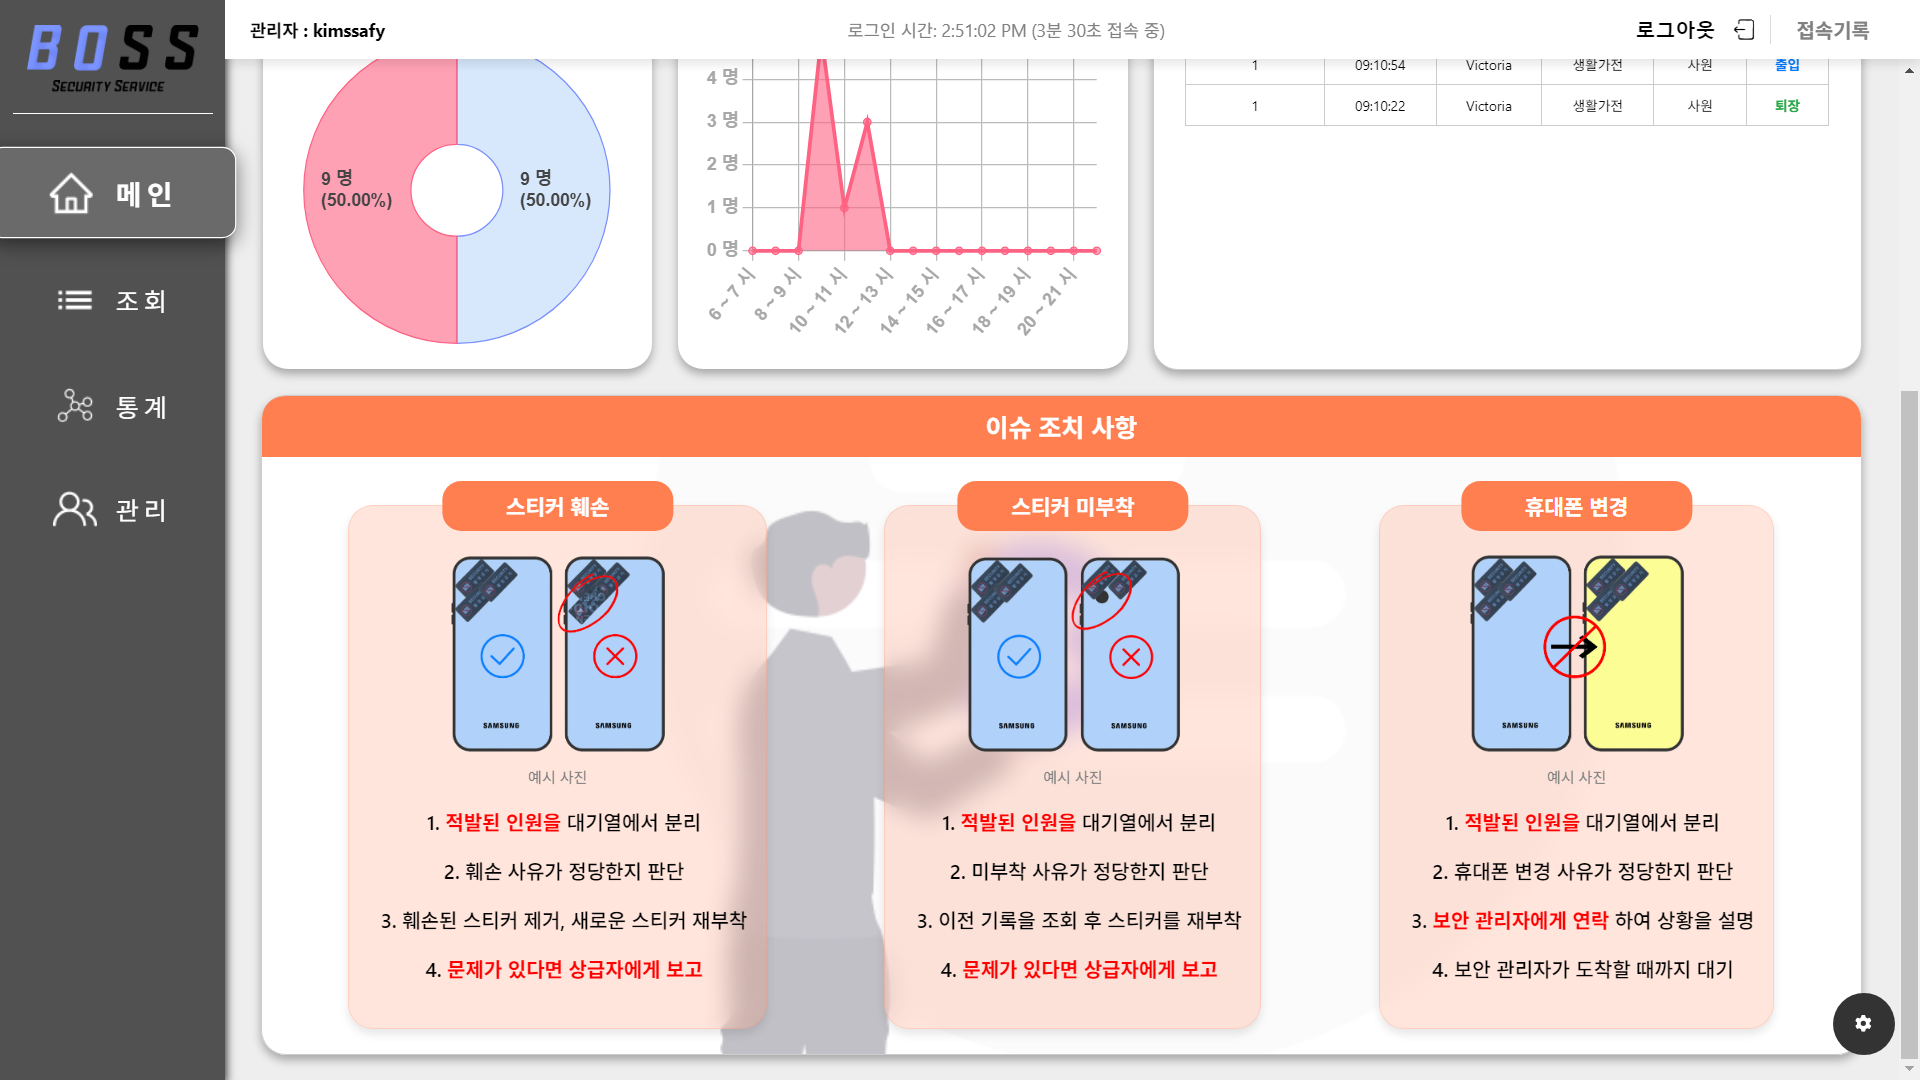 BOSS
SECURITY SERVICE
메인
조회
통계
관리
관리자 : kimssafy
로그인 시간: 2:51:02 PM (3분 30초 접속 중)
로그아웃
접속기록
9 명
(50.00%)
9 명
(50.00%)
4 명
3 명
2 명
1 명
0 명
6 ~ 7 시
8 ~ 9 시
10 ~ 11 시
12 ~ 13 시
14 ~ 15 시
16 ~ 17 시
18 ~ 19 시
20 ~ 21 시
1 09:10:54 Victoria 생활가전 사원 출입
1 09:10:22 Victoria 생활가전 사원 퇴장
이슈 조치 사항
스티커 훼손
SAMSUNG SAMSUNG
예시 사진
1. 적발된 인원을 대기열에서 분리
2. 훼손 사유가 정당한지 판단
3. 훼손된 스티커 제거, 새로운 스티커 재부착
4. 문제가 있다면 상급자에게 보고
스티커 미부착
SAMSUNG SAMSUNG
예시 사진
1. 적발된 인원을 대기열에서 분리
2. 미부착 사유가 정당한지 판단
3. 이전 기록을 조회 후 스티커를 재부착
4. 문제가 있다면 상급자에게 보고
휴대폰 변경
SAMSUNG SAMSUNG
예시 사진
1. 적발된 인원을 대기열에서 분리
2. 휴대폰 변경 사유가 정당한지 판단
3. 보안 관리자에게 연락 하여 상황을 설명
4. 보안 관리자가 도착할 때까지 대기